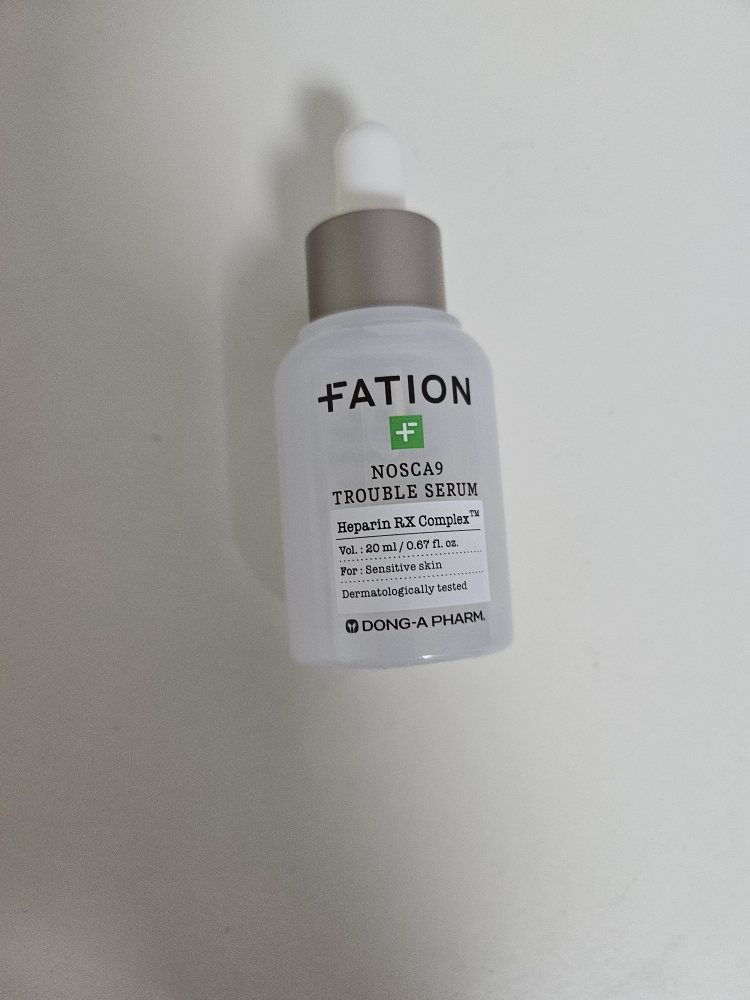 FATION
NOSCA9
TROUBLE SERUM
Heparin RX Complex™
Vol. : 20 ml / 0.67 fl. oz.
For : Sensitive skin
Dermatologically tested
DONG-A PHARM.